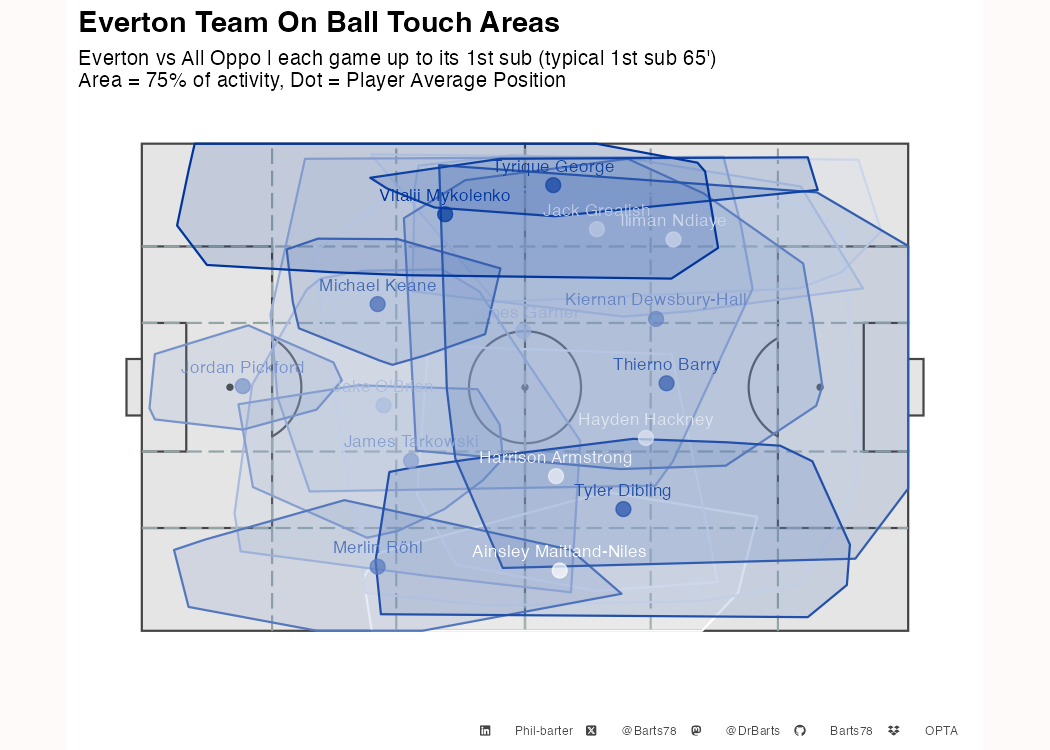 Everton Team On Ball Touch Areas
Everton vs All Oppo I each game up to its 1st sub (typical 1st sub 65')
Area = 75% of activity, Dot = Player Average Position
Tyrique George
Vitalii Mykolenko
Jack Grealish
Iliman Ndiaye
Michael Keane
Kiernan Dewsbury-Hall
Garner
Thierno Barry
Jordan Pickford
Jake O'Brien
Hayden Hackney
James Tarkowski
Harrison Armstrong
Tyler Dibling
Merlin Röhl
Ainsley Maitland-Niles
Phil-barter @Barts78 @DrBarts Barts78 OPTA